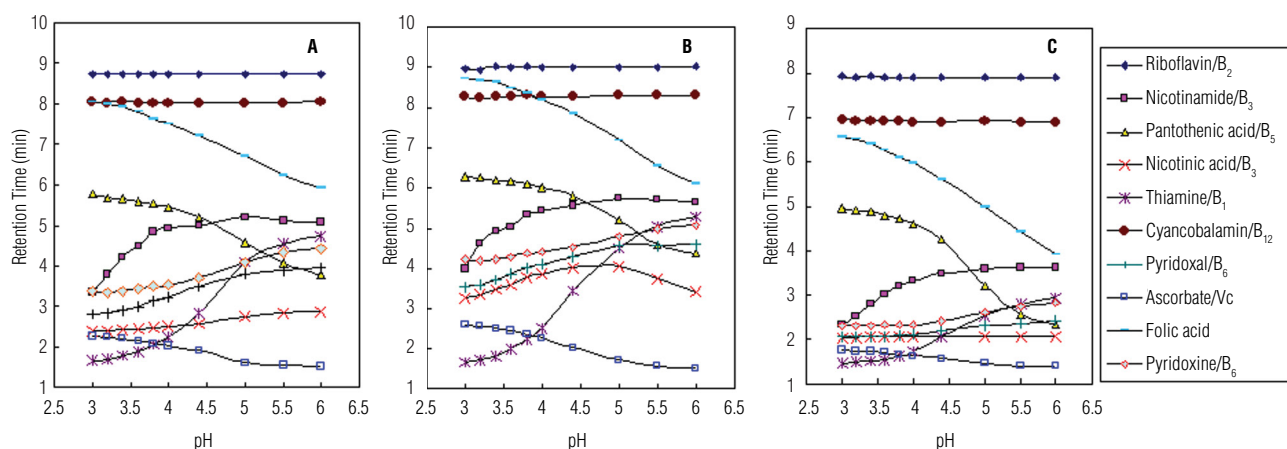 A
Retention Time (min)
10
9
8
7
6
5
4
3
2
1
2.5 3 3.5 4 4.5 5 5.5 6 6.5
pH
B
Retention Time (min)
10
9
8
7
6
5
4
3
2
1
2.5 3 3.5 4 4.5 5 5.5 6 6.5
pH
C
Retention Time (min)
9
8
7
6
5
4
3
2
1
2.5 3 3.5 4 4.5 5 5.5 6 6.5
pH
Riboflavin/B₂
Nicotinamide/B₃
Pantothenic acid/B₅
Nicotinic acid/B₃
Thiamine/B₁
Cyancobalamin/B₁₂
Pyridoxal/B₆
Ascorbate/Vc
Folic acid
Pyridoxine/B₆